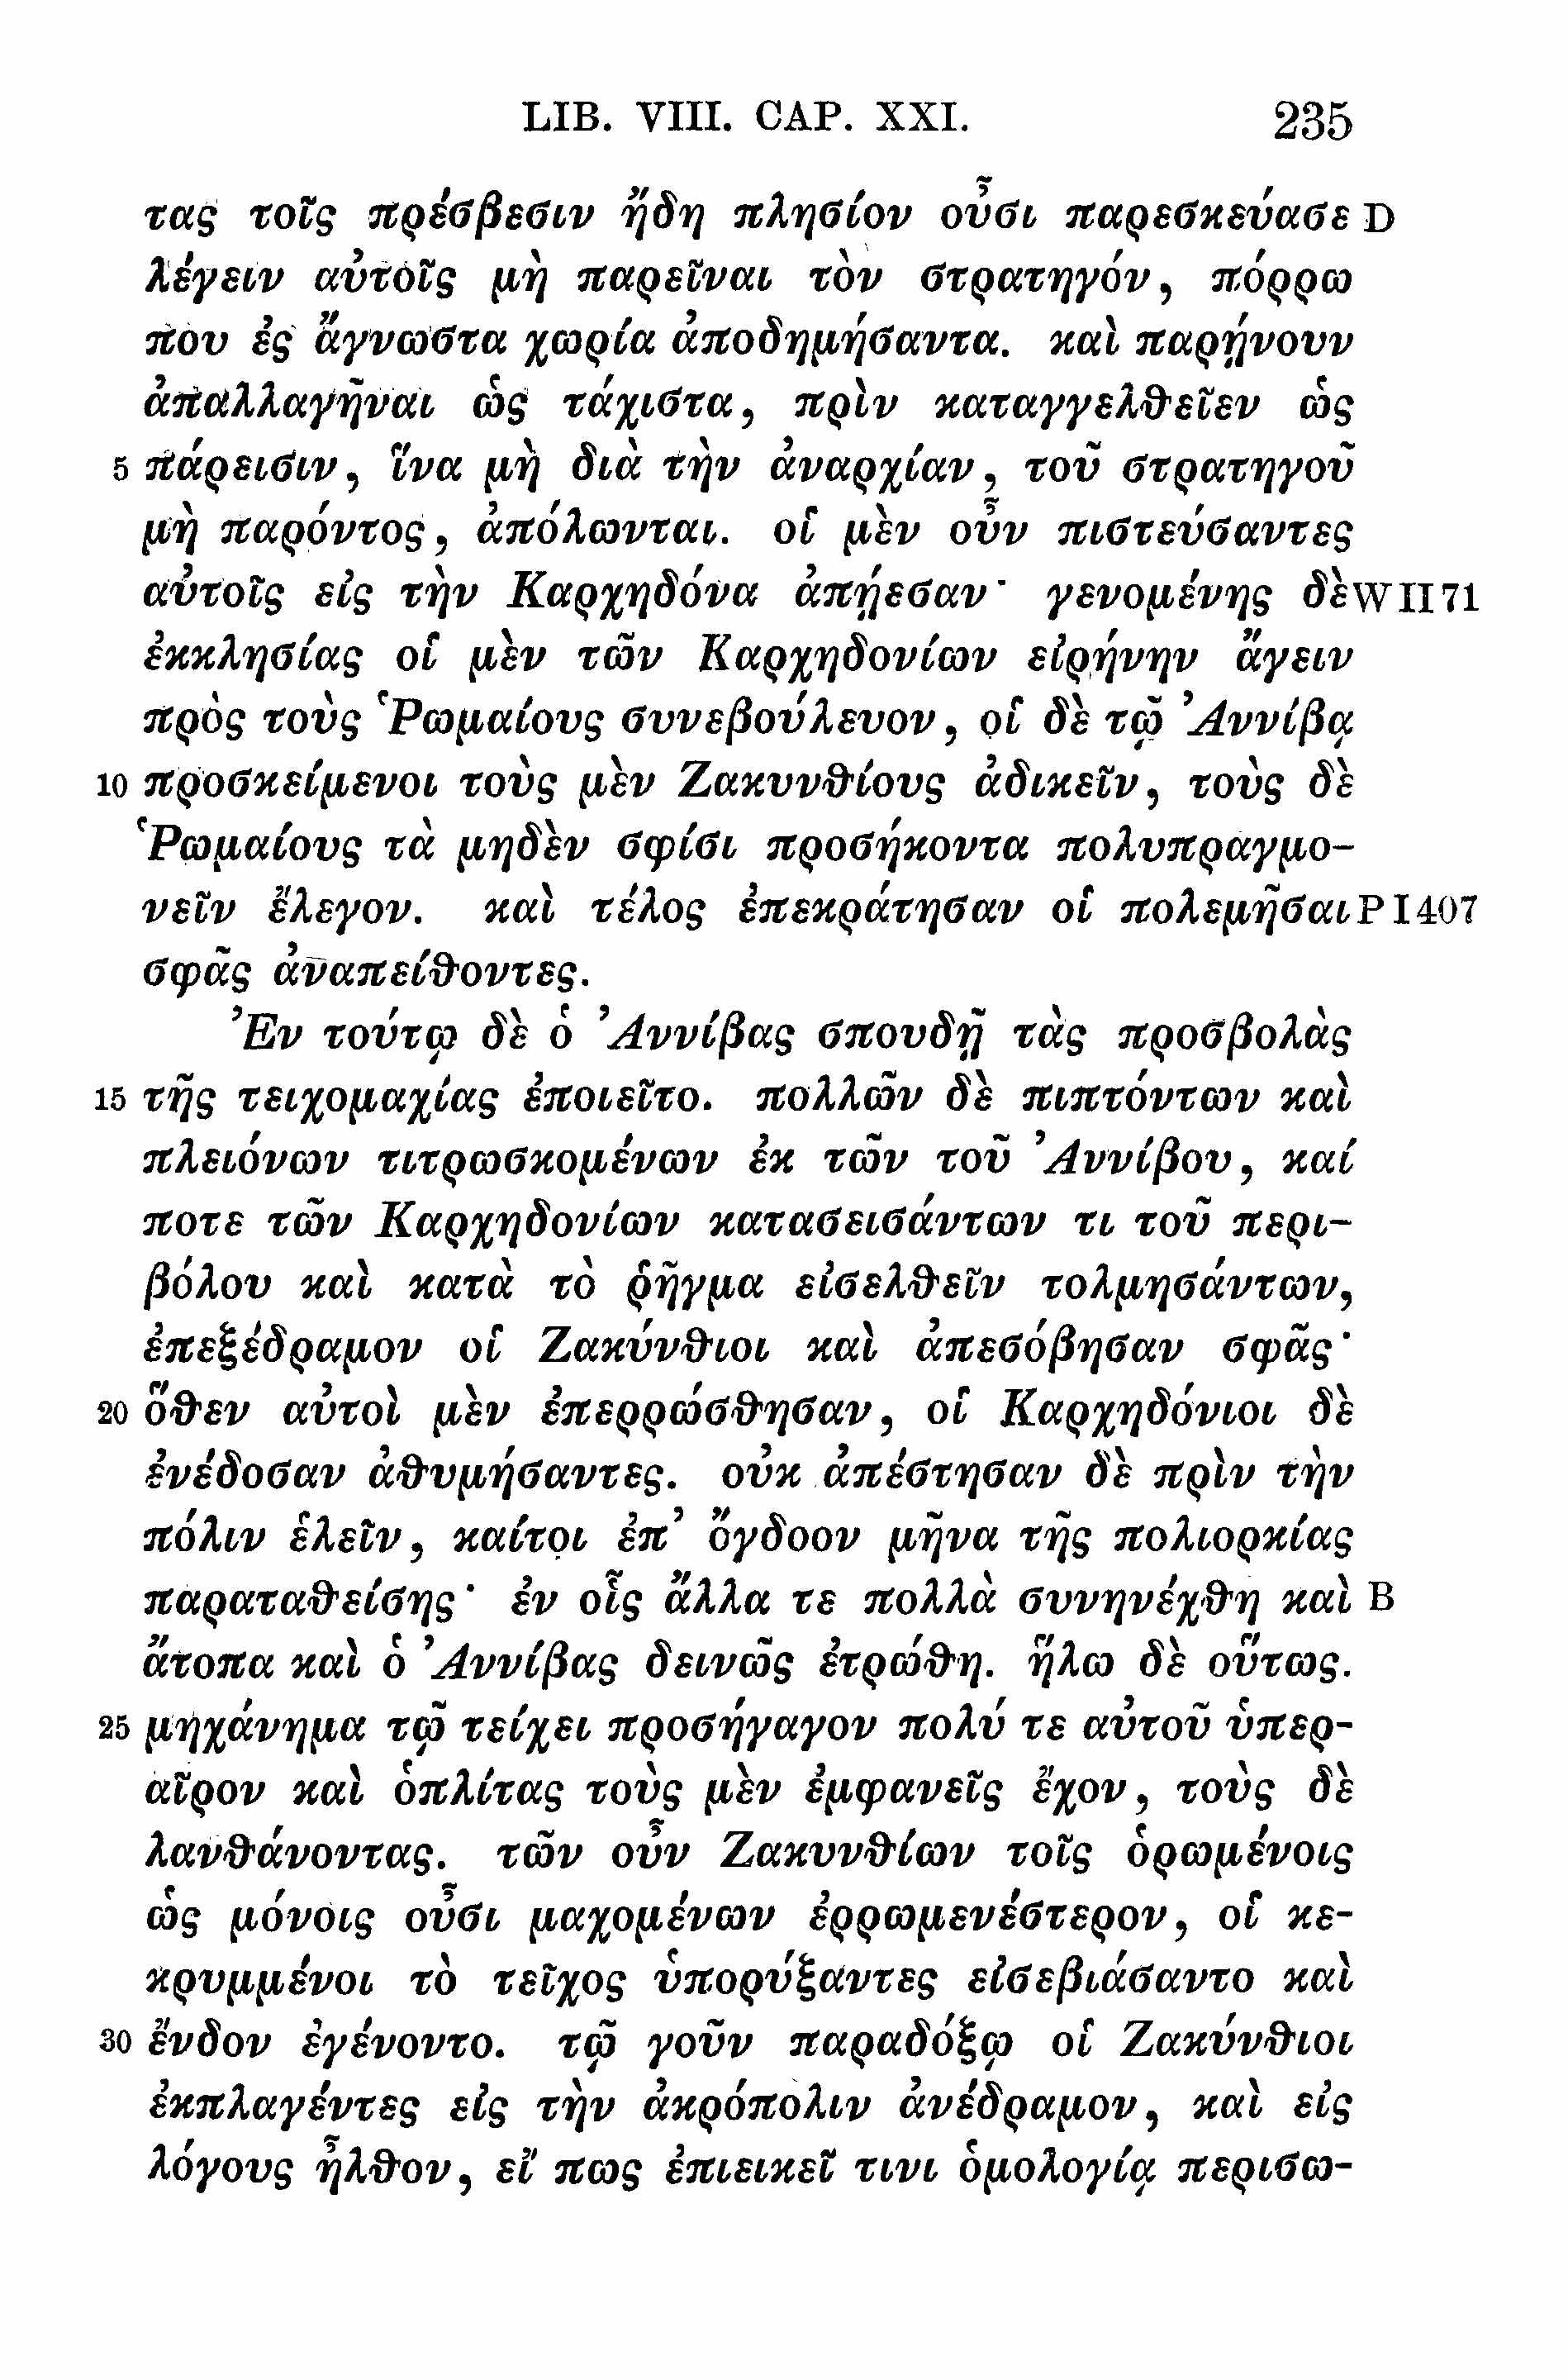 LIB. VIII. CAP. XXI. 235
τας τοῖς πρέσβεσιν ἤδη πλησίον οὖσι παρεσκεύασε D
λέγειν αὐτοῖς μὴ παρεῖναι τὸν στρατηγόν, πόρρω
που ἐς ἄγνωστα χωρία ἀποδημήσαντα. καὶ παρῄνουν
ἀπαλλαγῆναι ὡς τάχιστα, πρὶν καταγγελθεῖεν ὡς
5 πάρεισιν, ἵνα μὴ διὰ τὴν ἀναρχίαν, τοῦ στρατηγοῦ
μὴ παρόντος, ἀπόλωνται. οἱ μὲν οὖν πιστεύσαντες
αὐτοῖς εἰς τὴν Καρχηδόνα ἀπῄεσαν· γενομένης δὲ W II 71
ἐκκλησίας οἱ μὲν τῶν Καρχηδονίων εἰρήνην ἄγειν
πρὸς τοὺς Ῥωμαίους συνεβούλευον, οἱ δὲ τῷ Ἀννίβᾳ
10 προσκείμενοι τοὺς μὲν Ζακυνθίους ἀδικεῖν, τοὺς δὲ
Ῥωμαίους τὰ μηδὲν σφίσι προσήκοντα πολυπραγμο-
νεῖν ἔλεγον. καὶ τέλος ἐπεκράτησαν οἱ πολεμῆσαι P I 407
σφᾶς ἀναπείθοντες.
Ἐν τούτῳ δὲ ὁ Ἀννίβας σπουδῇ τὰς προσβολὰς
15 τῆς τειχομαχίας ἐποιεῖτο. πολλῶν δὲ πιπτόντων καὶ
πλειόνων τιτρωσκομένων ἐκ τῶν τοῦ Ἀννίβου, καί
ποτε τῶν Καρχηδονίων κατασεισάντων τι τοῦ περι-
βόλου καὶ κατὰ τὸ ῥῆγμα εἰσελθεῖν τολμησάντων,
ἐπεξέδραμον οἱ Ζακύνθιοι καὶ ἀπεσόβησαν σφᾶς·
20 ὅθεν αὐτοὶ μὲν ἐπερρώσθησαν, οἱ Καρχηδόνιοι δὲ
ἐνέδοσαν ἀθυμήσαντες. οὐκ ἀπέστησαν δὲ πρὶν τὴν
πόλιν ἑλεῖν, καίτοι ἐπ᾽ ὄγδοον μῆνα τῆς πολιορκίας
παραταθείσης· ἐν οἷς ἄλλα τε πολλὰ συνηνέχθη καὶ B
ἄτοπα καὶ ὁ Ἀννίβας δεινῶς ἐτρώθη. ἥλω δὲ οὕτως.
25 μηχάνημα τῷ τείχει προσήγαγον πολύ τε αὐτοῦ ὑπερ-
αῖρον καὶ ὁπλίτας τοὺς μὲν ἐμφανεῖς ἔχον, τοὺς δὲ
λανθάνοντας. τῶν οὖν Ζακυνθίων τοῖς ὁρωμένοις
ὡς μόνοις οὖσι μαχομένων ἐρρωμενέστερον, οἱ κε-
κρυμμένοι τὸ τεῖχος ὑπορύξαντες εἰσεβιάσαντο καὶ
30 ἔνδον ἐγένοντο. τῷ γοῦν παραδόξῳ οἱ Ζακύνθιοι
ἐκπλαγέντες εἰς τὴν ἀκρόπολιν ἀνέδραμον, καὶ εἰς
λόγους ἦλθον, εἴ πως ἐπιεικεῖ τινι ὁμολογίᾳ περισω-